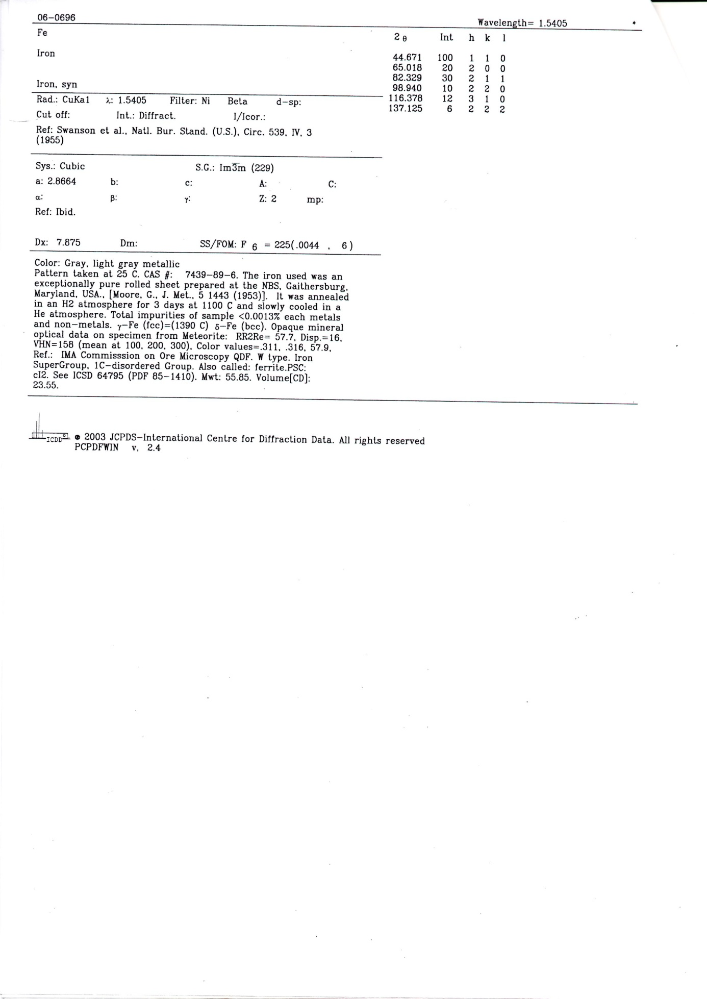 06-0696
Wavelength= 1.5405 *
Fe
2 θ Int h k l
Iron
44.671 100 1 1 0
65.018 20 2 0 0
82.329 30 2 1 1
98.940 10 2 2 0
116.378 12 3 1 0
137.125 6 2 2 2
Iron, syn
Rad.: CuKa1 λ: 1.5405 Filter: Ni Beta d-sp:
Cut off: Int.: Diffract. I/Icor.:
Ref: Swanson et al., Natl. Bur. Stand. (U.S.), Circ. 539, IV, 3
(1955)
Sys.: Cubic S.G.: Im3̅m (229)
a: 2.8664 b: c: A: C:
α: β: γ: Z: 2 mp:
Ref: Ibid.
Dx: 7.875 Dm: SS/FOM: F 6 = 225(.0044 , 6)
Color: Gray, light gray metallic
Pattern taken at 25 C. CAS #: 7439-89-6. The iron used was an
exceptionally pure rolled sheet prepared at the NBS, Gaithersburg,
Maryland, USA., [Moore, G., J. Met., 5 1443 (1953)]. It was annealed
in an H2 atmosphere for 3 days at 1100 C and slowly cooled in a
He atmosphere. Total impurities of sample <0.0013% each metals
and non-metals. γ-Fe (fcc)=(1390 C) δ-Fe (bcc). Opaque mineral
optical data on specimen from Meteorite: RR2Re= 57.7, Disp.=16,
VHN=158 (mean at 100, 200, 300), Color values=.311, .316, 57.9,
Ref.: IMA Commisssion on Ore Microscopy QDF. W type. Iron
SuperGroup, 1C-disordered Group. Also called: ferrite.PSC:
cI2. See ICSD 64795 (PDF 85-1410). Mwt: 55.85. Volume[CD]:
23.55.
ICDD ® 2003 JCPDS-International Centre for Diffraction Data. All rights reserved
PCPDFWIN v. 2.4